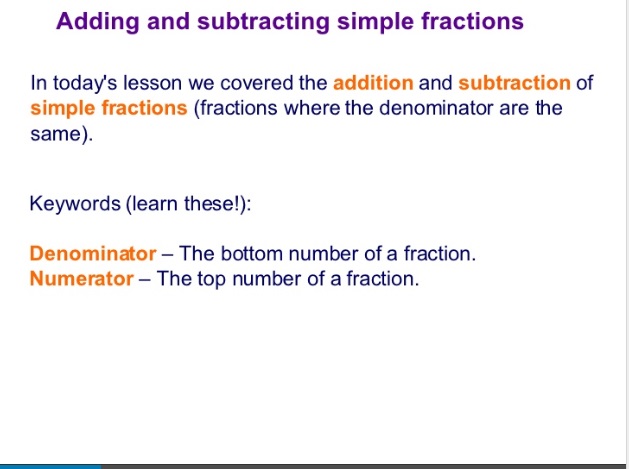 Adding and subtracting simple fractions
In today's lesson we covered the addition and subtraction of
simple fractions (fractions where the denominator are the
same).
Keywords (learn these!):
Denominator – The bottom number of a fraction.
Numerator – The top number of a fraction.